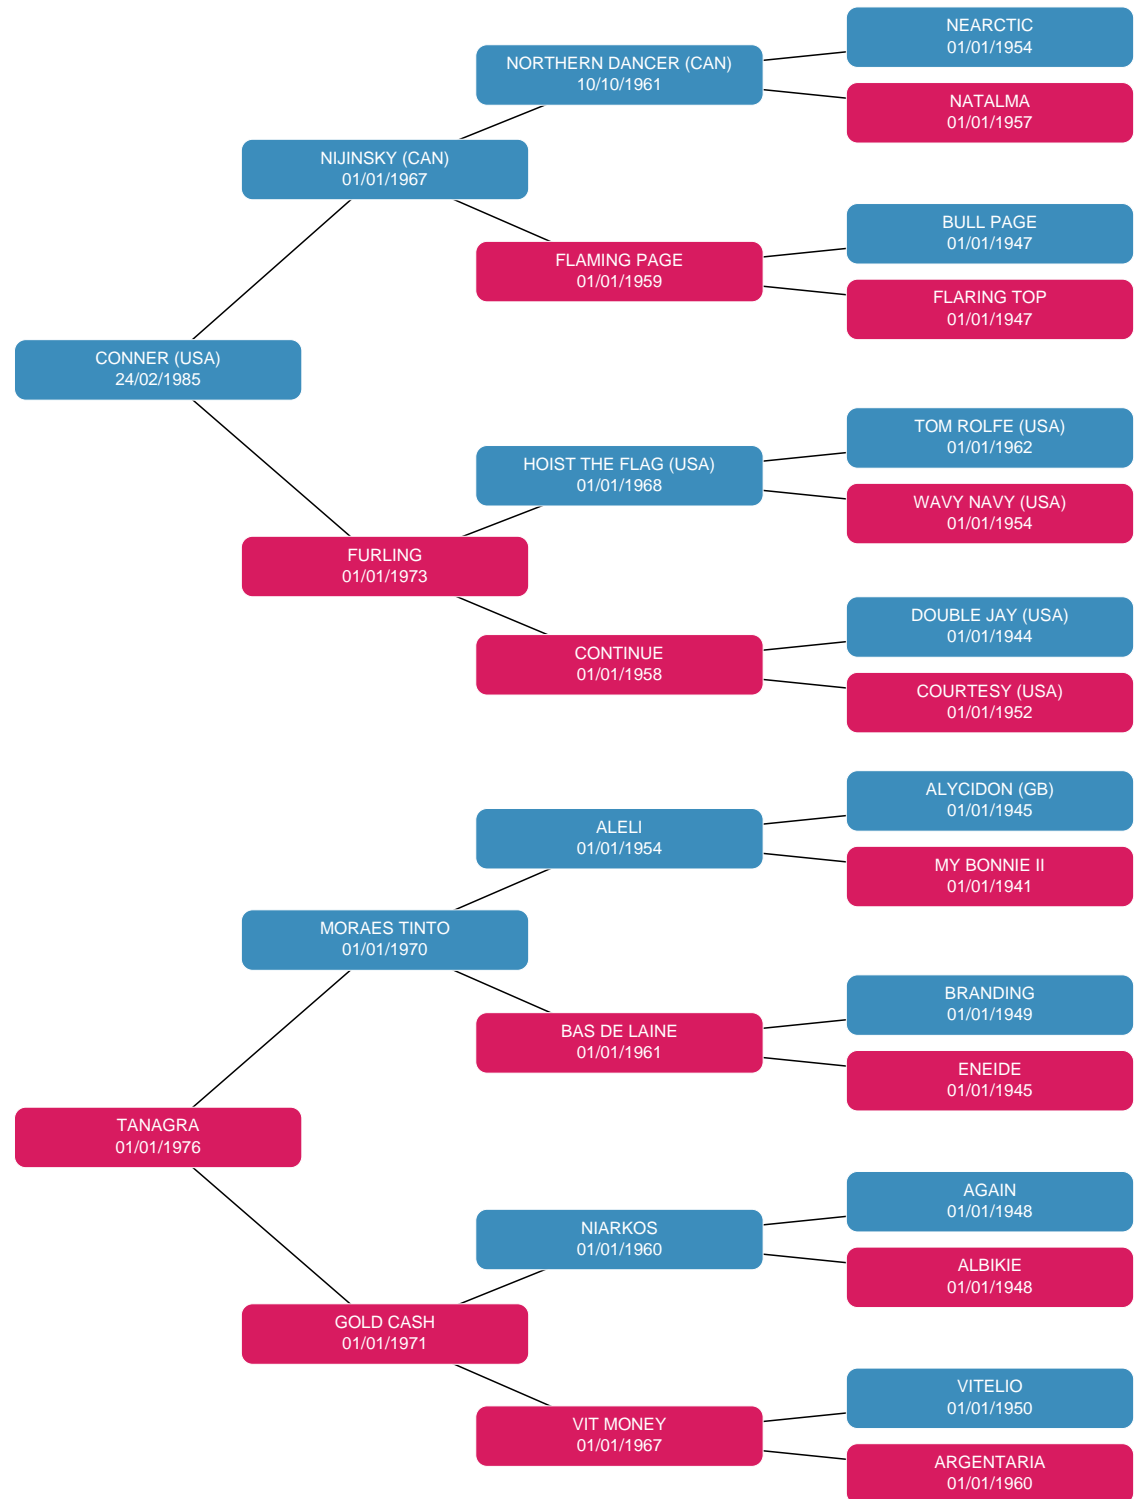 NEARCTIC
01/01/1954
NORTHERN DANCER (CAN)
10/10/1961
NATALMA
01/01/1957
NIJINSKY (CAN)
01/01/1967
BULL PAGE
01/01/1947
FLAMING PAGE
01/01/1959
FLARING TOP
01/01/1947
CONNER (USA)
24/02/1985
TOM ROLFE (USA)
01/01/1962
HOIST THE FLAG (USA)
01/01/1968
WAVY NAVY (USA)
01/01/1954
FURLING
01/01/1973
DOUBLE JAY (USA)
01/01/1944
CONTINUE
01/01/1958
COURTESY (USA)
01/01/1952
ALYCIDON (GB)
01/01/1945
ALELI
01/01/1954
MY BONNIE II
01/01/1941
MORAES TINTO
01/01/1970
BRANDING
01/01/1949
BAS DE LAINE
01/01/1961
ENEIDE
01/01/1945
TANAGRA
01/01/1976
AGAIN
01/01/1948
NIARKOS
01/01/1960
ALBIKIE
01/01/1948
GOLD CASH
01/01/1971
VITELIO
01/01/1950
VIT MONEY
01/01/1967
ARGENTARIA
01/01/1960